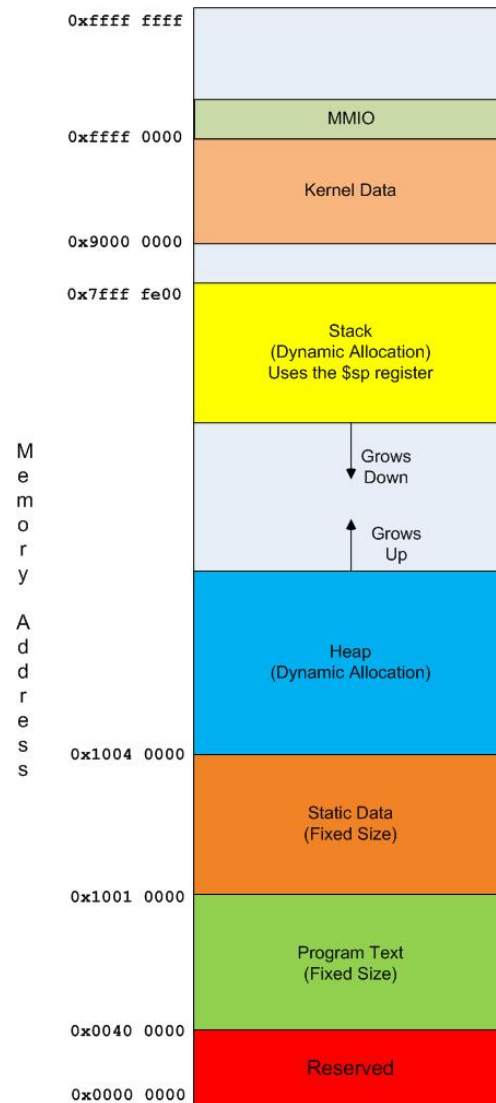 0xffff ffff
MMIO
0xffff 0000
Kernel Data
0x9000 0000
0x7fff fe00
Stack
(Dynamic Allocation)
Uses the $sp register
Grows
Down
Grows
Up
Memory Address
Heap
(Dynamic Allocation)
0x1004 0000
Static Data
(Fixed Size)
0x1001 0000
Program Text
(Fixed Size)
0x0040 0000
Reserved
0x0000 0000